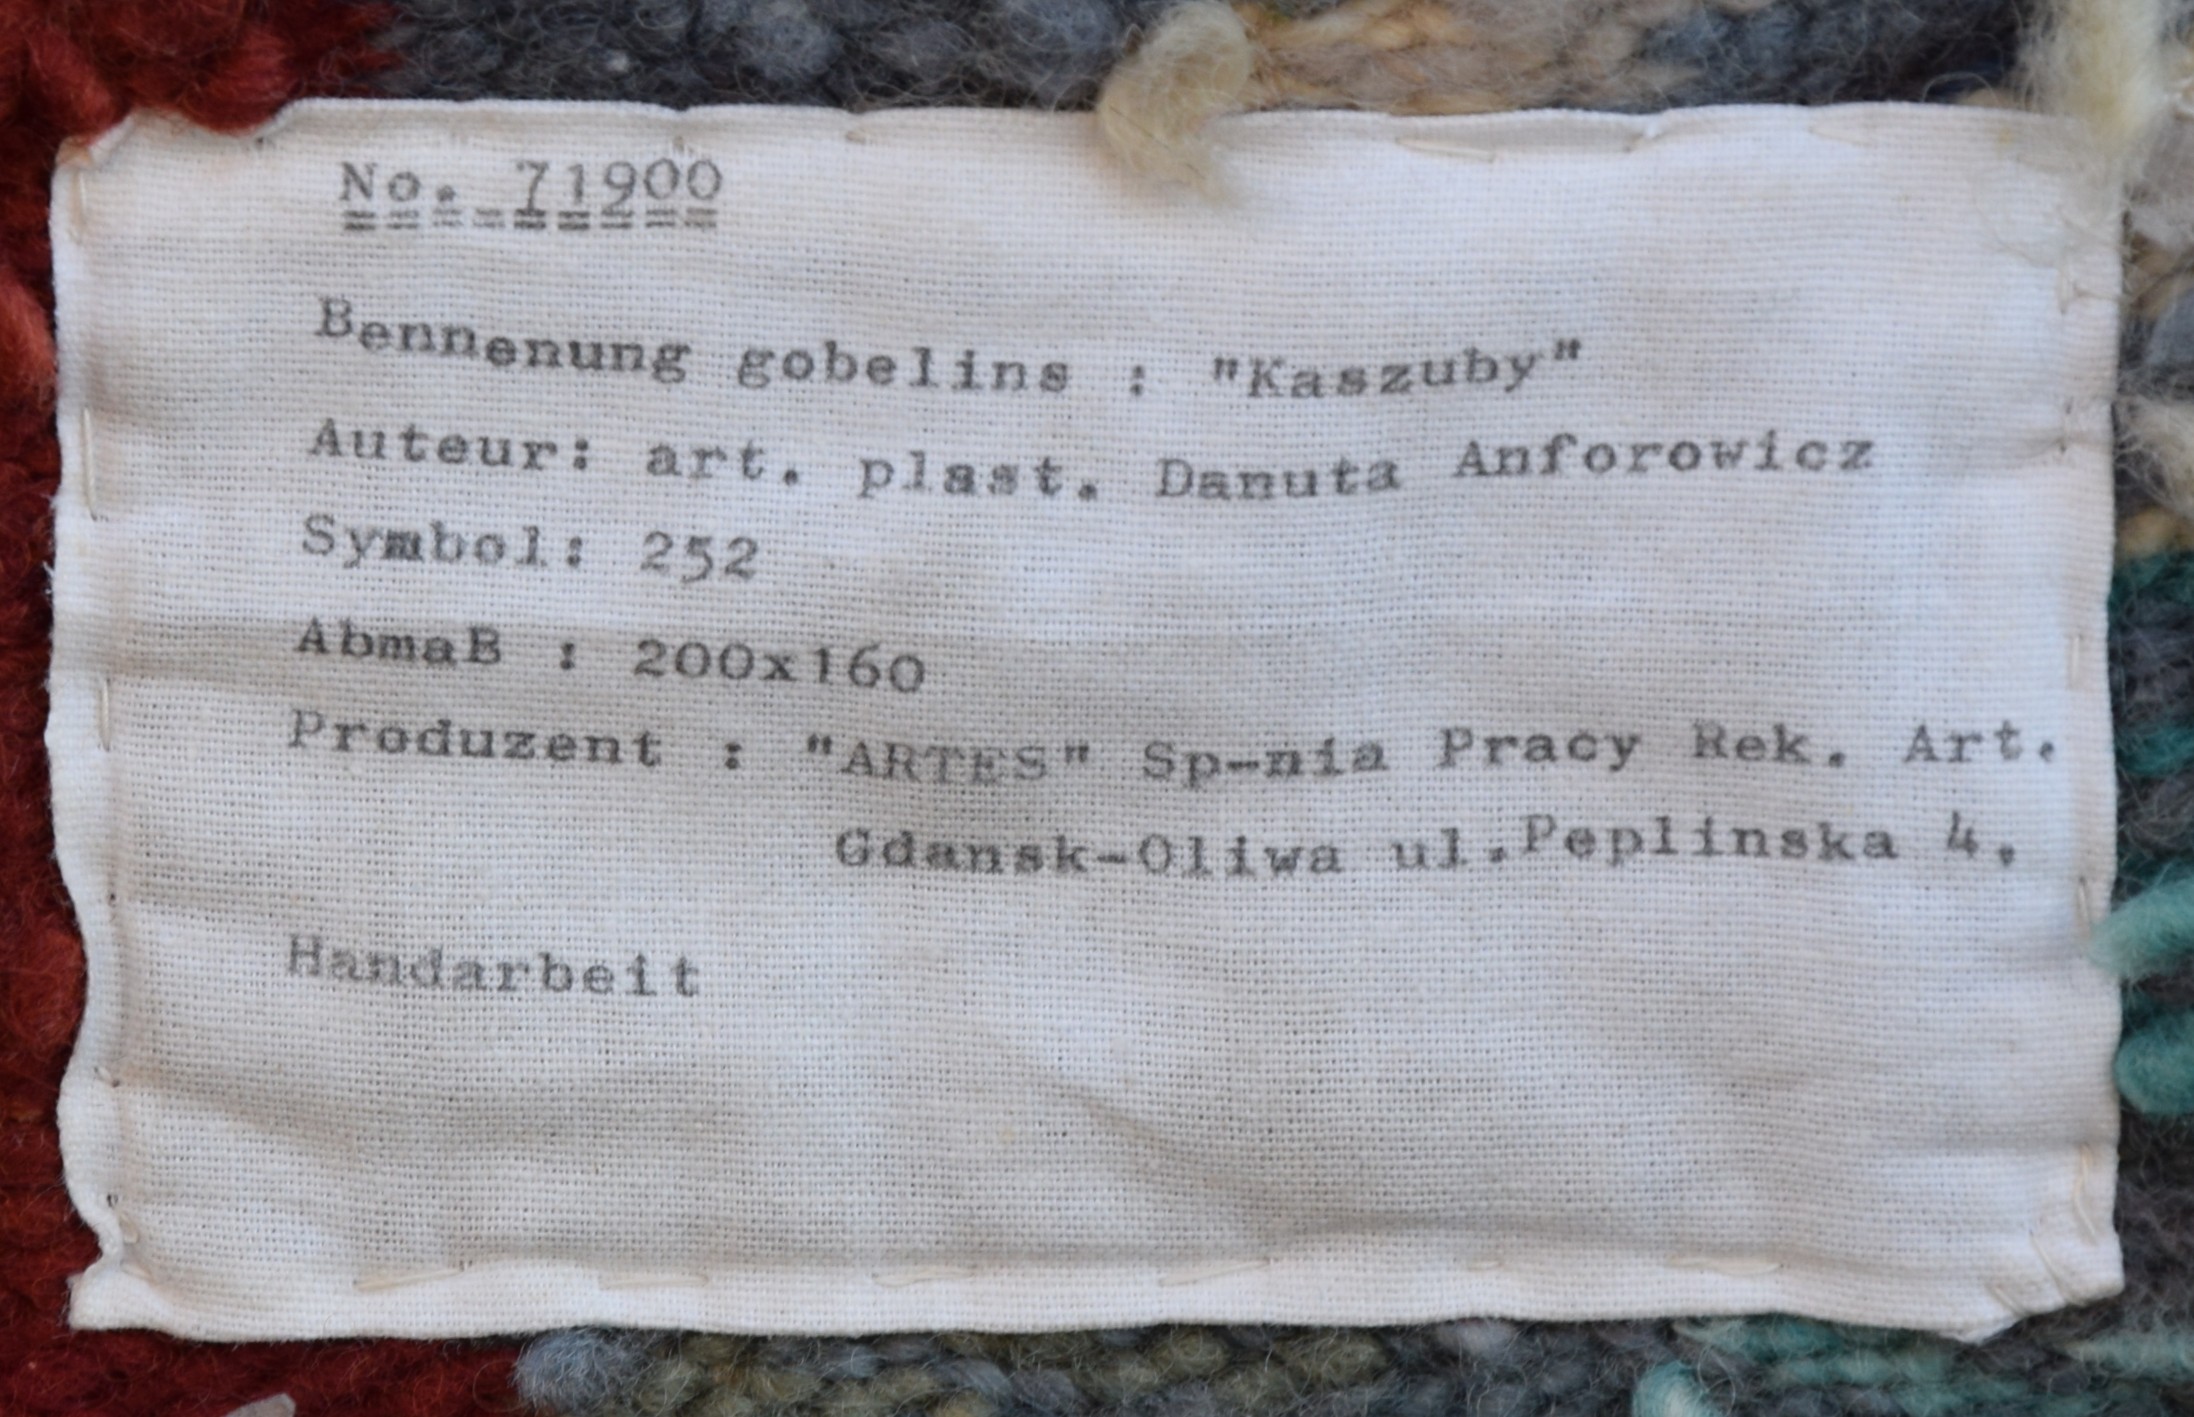 No. 71900
=========
Bennenung gobelins : "Kaszuby"
Auteur: art. plast. Danuta Anforowicz
Symbol: 252
AbmaB : 200x160
Produzent : "ARTES" Sp-nia Pracy Rek. Art.
Gdansk-Oliwa ul.Peplinska 4.
Handarbeit